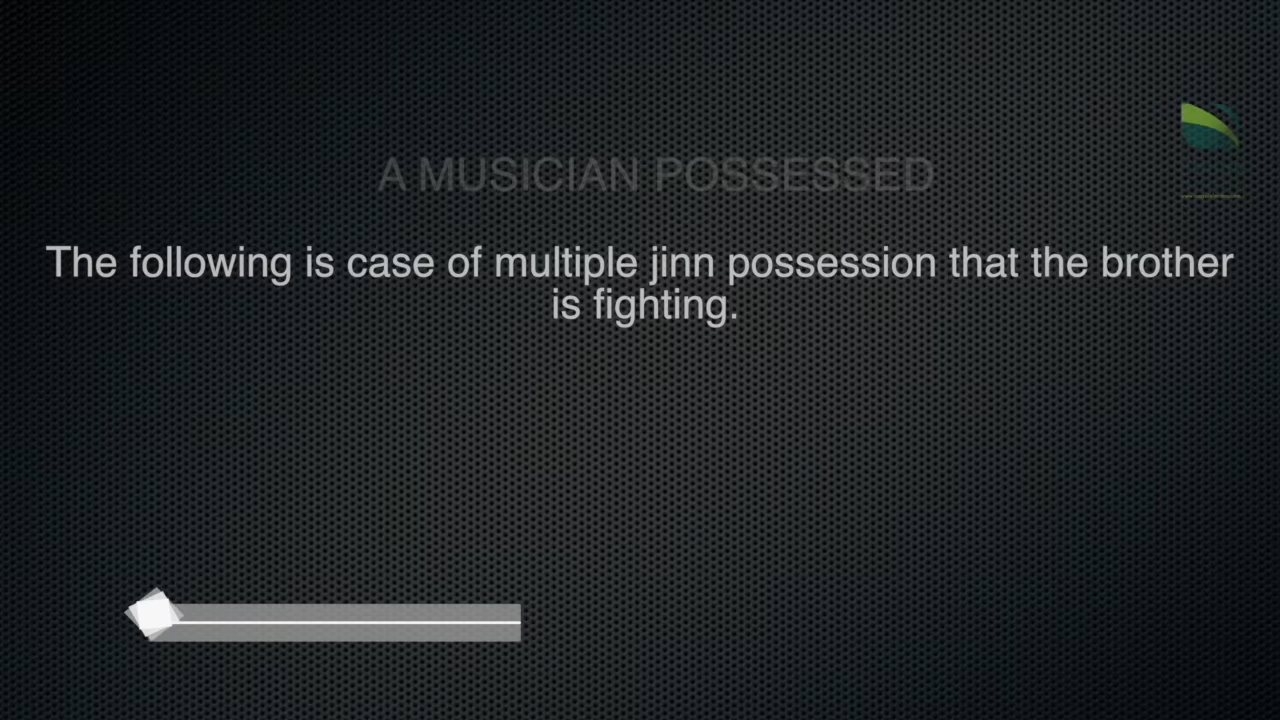 A MUSICIAN POSSESSED
The following is case of multiple jinn possession that the brother
is fighting.